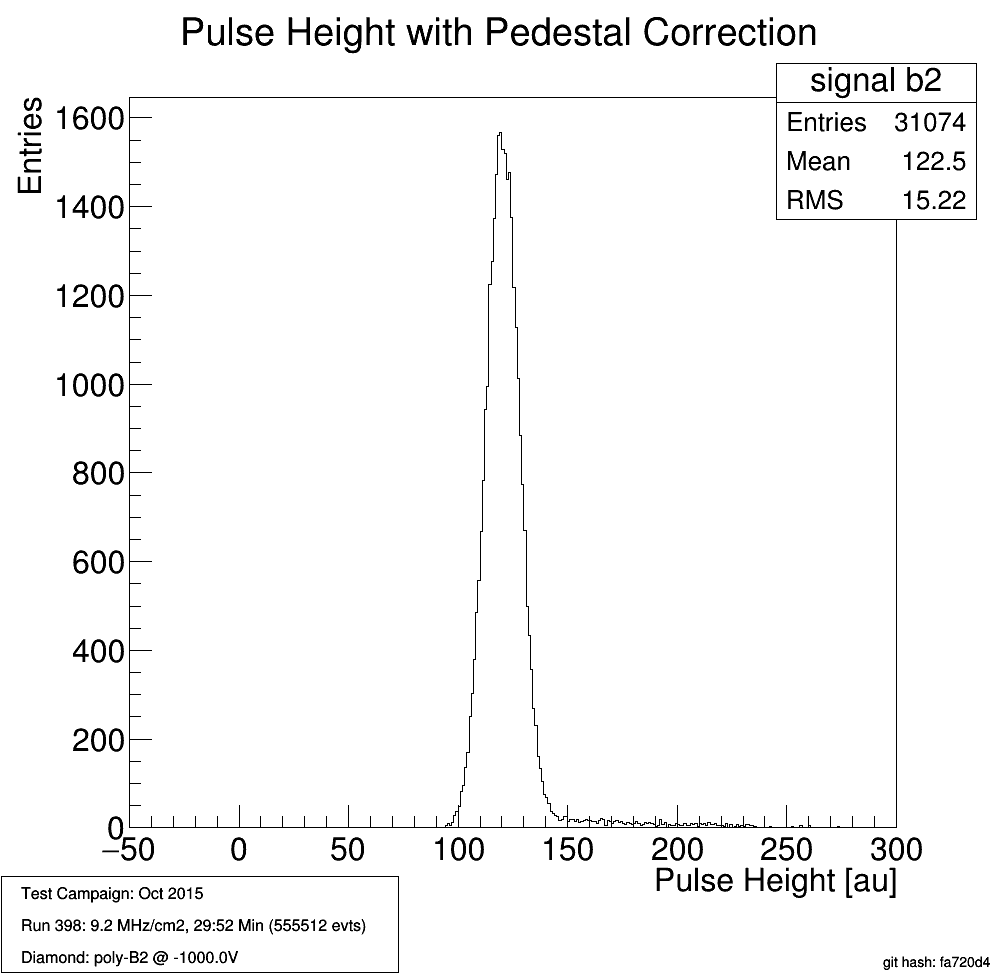 Pulse Height with Pedestal Correction
signal b2
Entries 31074
Mean 122.5
RMS 15.22
Entries
1600
1400
1200
1000
800
600
400
200
0
−50 0 50 100 150 200 250 300
Pulse Height [au]
Test Campaign: Oct 2015
Run 398: 9.2 MHz/cm2, 29:52 Min (555512 evts)
Diamond: poly-B2 @ -1000.0V
git hash: fa720d4